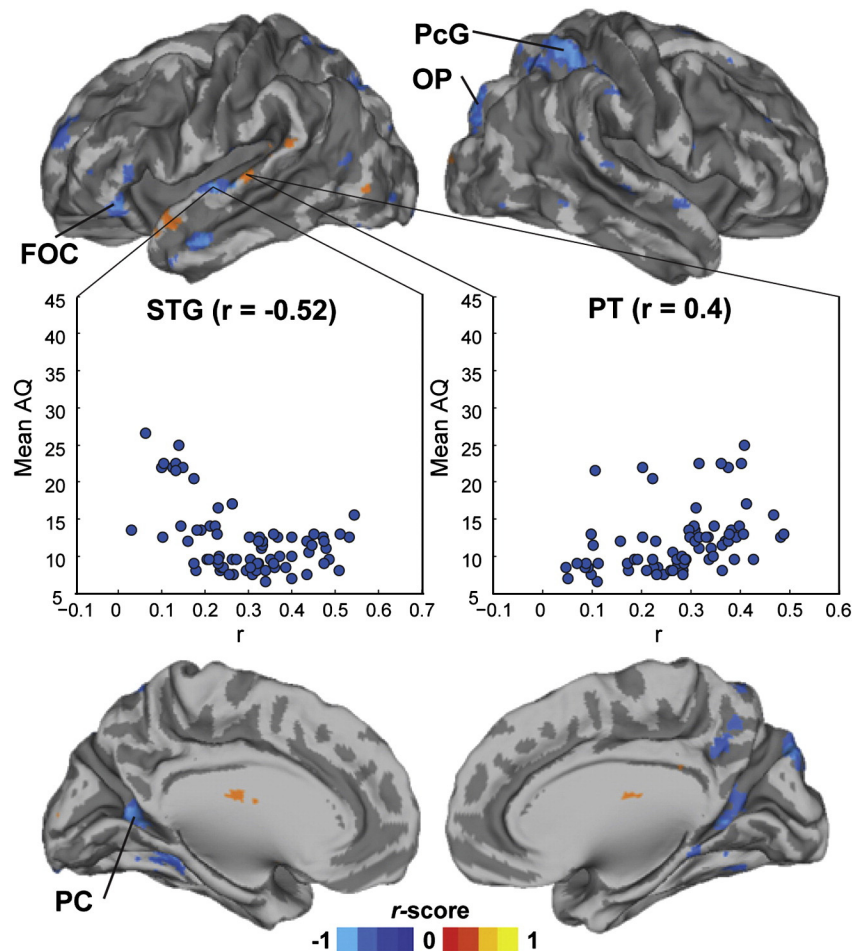 PcG
OP
FOC
STG (r = -0.52)
PT (r = 0.4)
45
40
35
30
25
20
15
10
5
Mean AQ
−0.1 0 0.1 0.2 0.3 0.4 0.5 0.6 0.7
r
45
40
35
30
25
20
15
10
5
Mean AQ
−0.1 0 0.1 0.2 0.3 0.4 0.5 0.6
r
PC
r-score
-1 0 1